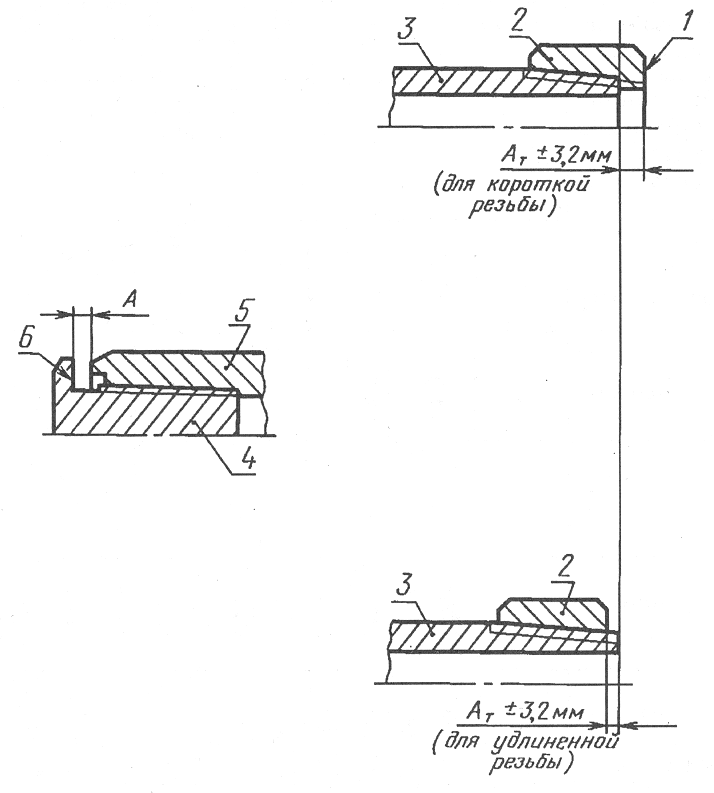 3
2
1
Aт ±3,2мм
(для короткой
резьбы)
A
6
5
4
3
2
Aт ±3,2мм
(для удлиненной
резьбы)